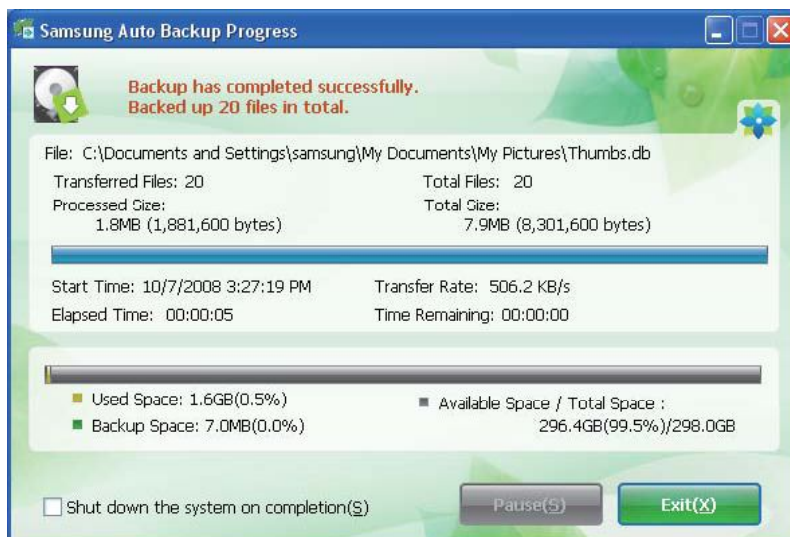 Samsung Auto Backup Progress
Backup has completed successfully.
Backed up 20 files in total.
File: C:\Documents and Settings\samsung\My Documents\My Pictures\Thumbs.db
Transferred Files: 20
Total Files: 20
Processed Size:
1.8MB (1,881,600 bytes)
Total Size:
7.9MB (8,301,600 bytes)
Start Time: 10/7/2008 3:27:19 PM
Transfer Rate: 506.2 KB/s
Elapsed Time: 00:00:05
Time Remaining: 00:00:00
Used Space: 1.6GB(0.5%)
Backup Space: 7.0MB(0.0%)
Available Space / Total Space :
296.4GB(99.5%)/298.0GB
Shut down the system on completion(S)
Pause(S)
Exit(X)